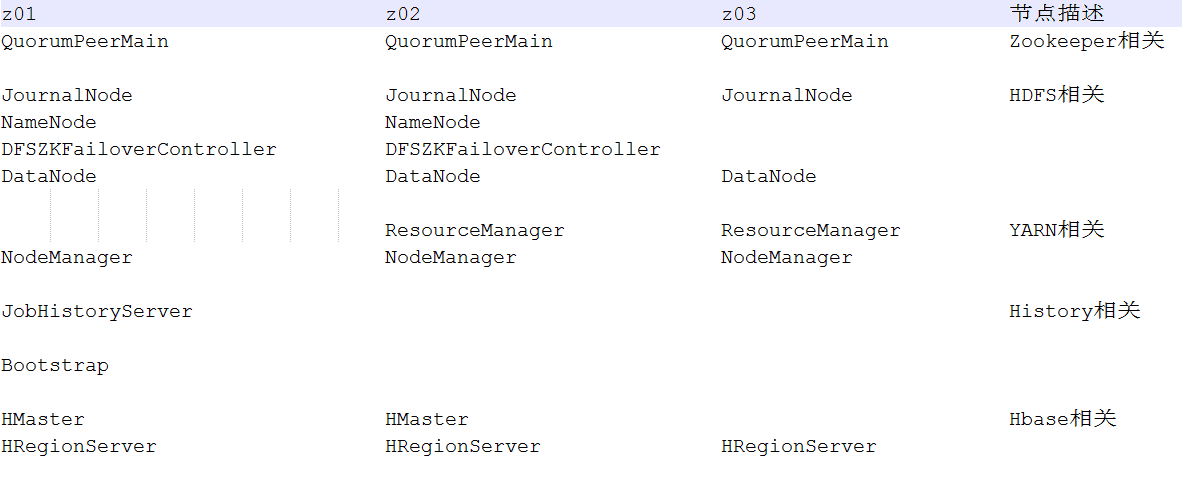 z01 z02 z03 节点描述
QuorumPeerMain QuorumPeerMain QuorumPeerMain Zookeeper相关
JournalNode JournalNode JournalNode HDFS相关
NameNode NameNode
DFSZKFailoverController DFSZKFailoverController
DataNode DataNode DataNode
ResourceManager ResourceManager YARN相关
NodeManager NodeManager NodeManager
JobHistoryServer History相关
Bootstrap
HMaster HMaster Hbase相关
HRegionServer HRegionServer HRegionServer